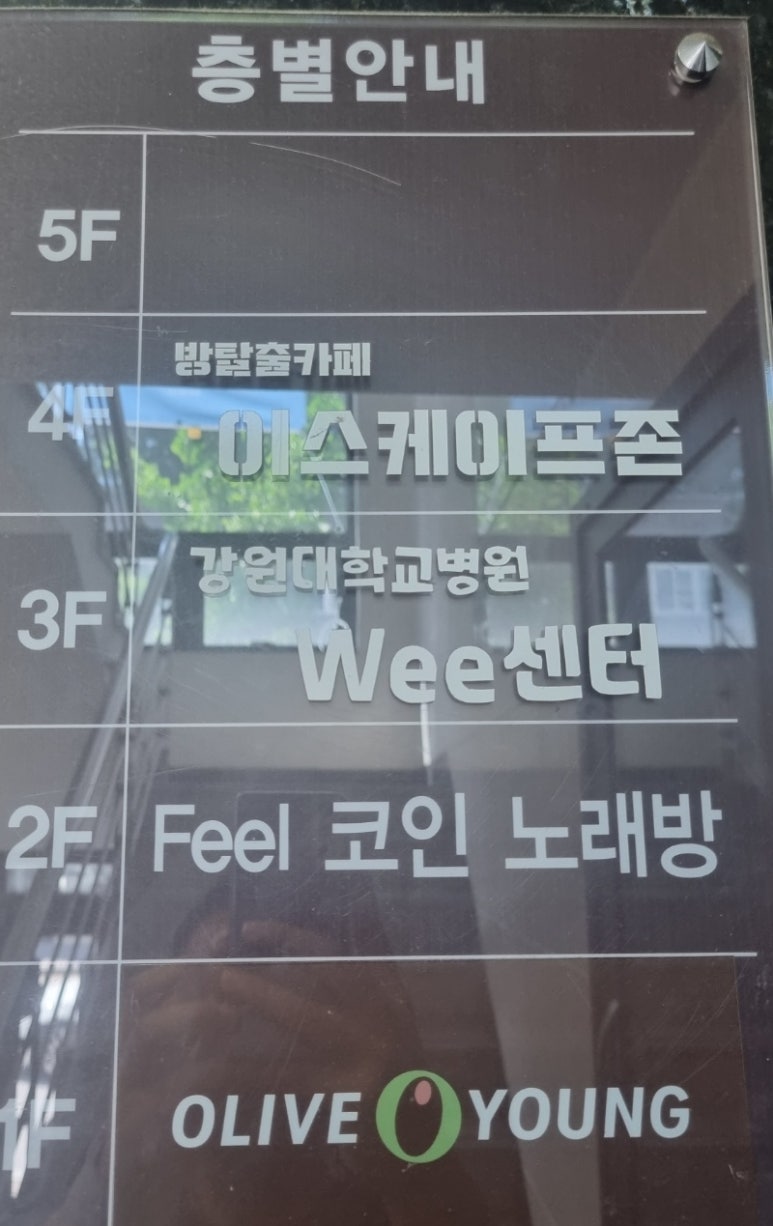 층별안내
5F
4F
방탈출카페
이스케이프존
3F
강원대학교병원
Wee센터
2F Feel 코인 노래방
1F OLIVE YOUNG